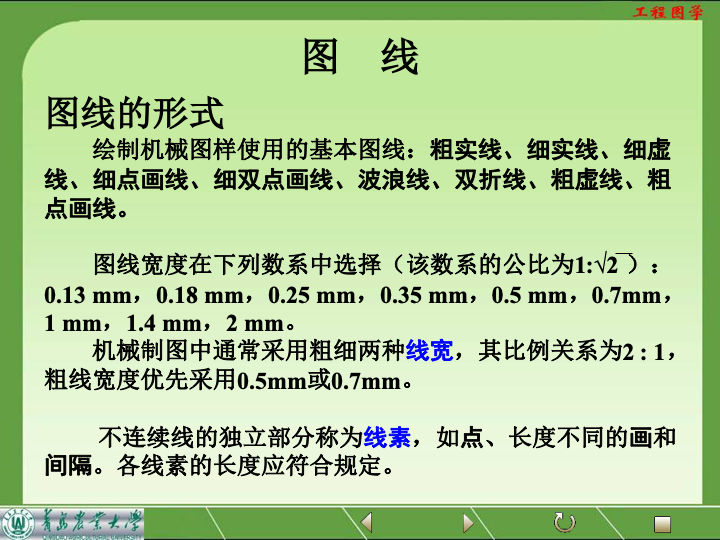 工程图学
图 线
图线的形式
绘制机械图样使用的基本图线：粗实线、细实线、细虚
线、细点画线、细双点画线、波浪线、双折线、粗虚线、粗
点画线。
图线宽度在下列数系中选择（该数系的公比为1:√2）：
0.13 mm，0.18 mm，0.25 mm，0.35 mm，0.5 mm，0.7mm，
1 mm，1.4 mm，2 mm。
机械制图中通常采用粗细两种线宽，其比例关系为2 : 1，
粗线宽度优先采用0.5mm或0.7mm。
不连续线的独立部分称为线素，如点、长度不同的画和
间隔。各线素的长度应符合规定。
青岛农业大学